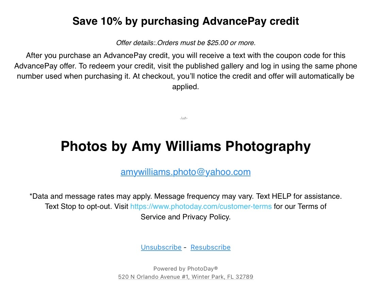 Save 10% by purchasing AdvancePay credit
Offer details:.Orders must be $25.00 or more.
After you purchase an AdvancePay credit, you will receive a text with the coupon code for this
AdvancePay offer. To redeem your credit, visit the published gallery and log in using the same phone
number used when purchasing it. At checkout, you'll notice the credit and offer will automatically be
applied.
Photos by Amy Williams Photography
amywilliams.photo@yahoo.com
*Data and message rates may apply. Message frequency may vary. Text HELP for assistance.
Text Stop to opt-out. Visit https://www.photoday.com/customer-terms for our Terms of
Service and Privacy Policy.
Unsubscribe - Resubscribe
Powered by PhotoDay®
520 N Orlando Avenue #1, Winter Park, FL 32789